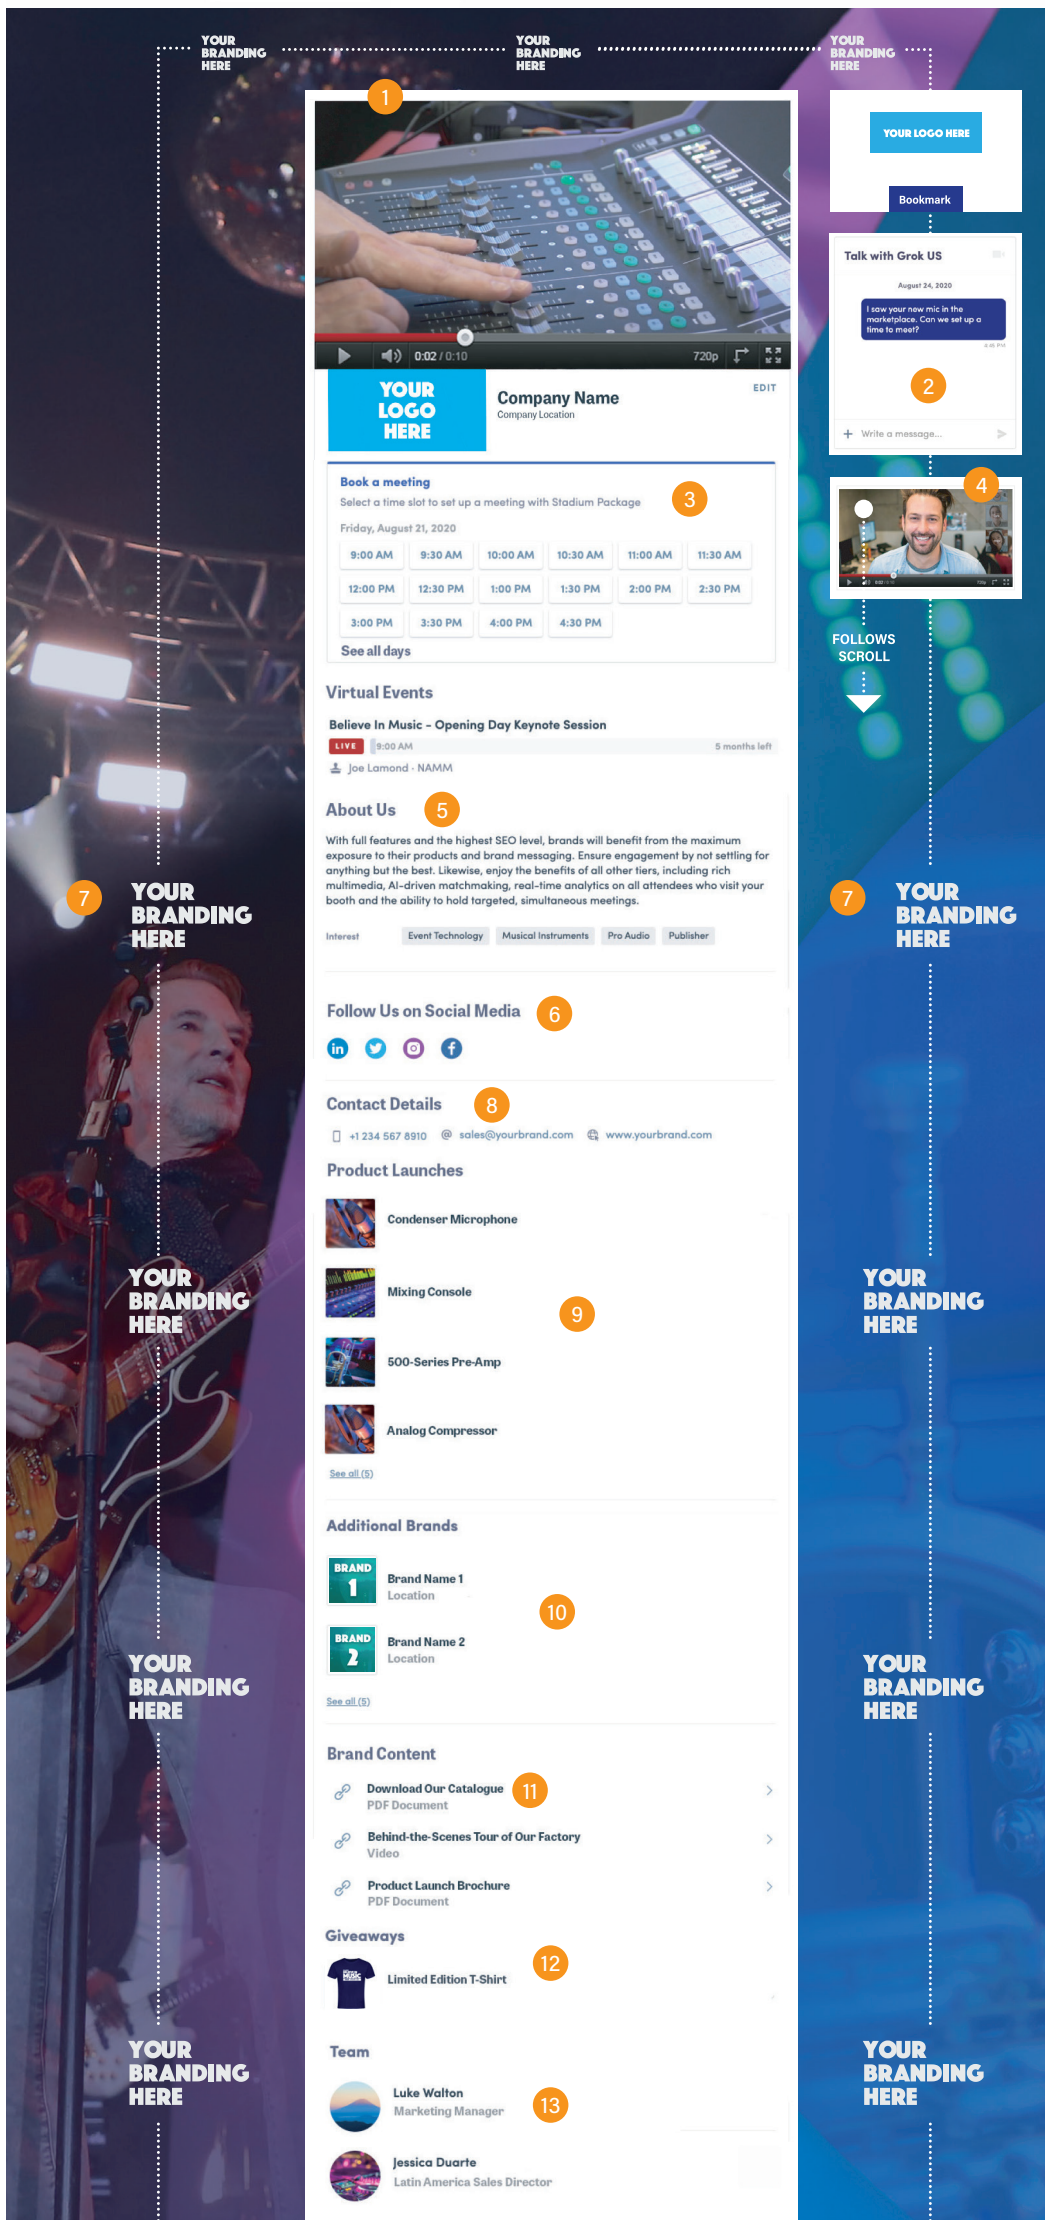 YOUR
BRANDING
HERE
YOUR
BRANDING
HERE
YOUR
BRANDING
HERE
1
0:02 / 0:10
720p
YOUR
LOGO
HERE
Company Name
Company Location
EDIT
YOUR LOGO HERE
Bookmark
Talk with Grok US
August 24, 2020
I saw your new mic in the
marketplace. Can we set up a
time to meet?
4:45 PM
2
+ Write a message...
4
FOLLOWS
SCROLL
Book a meeting
Select a time slot to set up a meeting with Stadium Package
3
Friday, August 21, 2020
9:00 AM 9:30 AM 10:00 AM 10:30 AM 11:00 AM 11:30 AM
12:00 PM 12:30 PM 1:00 PM 1:30 PM 2:00 PM 2:30 PM
3:00 PM 3:30 PM 4:00 PM 4:30 PM
See all days
Virtual Events
Believe In Music - Opening Day Keynote Session
LIVE 9:00 AM 5 months left
Joe Lamond - NAMM
About Us 5
With full features and the highest SEO level, brands will benefit from the maximum
exposure to their products and brand messaging. Ensure engagement by not settling for
anything but the best. Likewise, enjoy the benefits of all other tiers, including rich
multimedia, AI-driven matchmaking, real-time analytics on all attendees who visit your
booth and the ability to hold targeted, simultaneous meetings.
Interest Event Technology Musical Instruments Pro Audio Publisher
7
YOUR
BRANDING
HERE
7
YOUR
BRANDING
HERE
Follow Us on Social Media 6
in
f
Contact Details 8
+1 234 567 8910 @ sales@yourbrand.com www.yourbrand.com
Product Launches
Condenser Microphone
Mixing Console
9
500-Series Pre-Amp
Analog Compressor
See all (5)
YOUR
BRANDING
HERE
YOUR
BRANDING
HERE
Additional Brands
BRAND
1
Brand Name 1
Location
10
BRAND
2
Brand Name 2
Location
See all (5)
YOUR
BRANDING
HERE
YOUR
BRANDING
HERE
Brand Content
Download Our Catalogue 11
PDF Document
Behind-the-Scenes Tour of Our Factory
Video
Product Launch Brochure
PDF Document
Giveaways
MUSIC
Limited Edition T-Shirt
12
YOUR
BRANDING
HERE
YOUR
BRANDING
HERE
Team
Luke Walton
Marketing Manager
13
Jessica Duarte
Latin America Sales Director